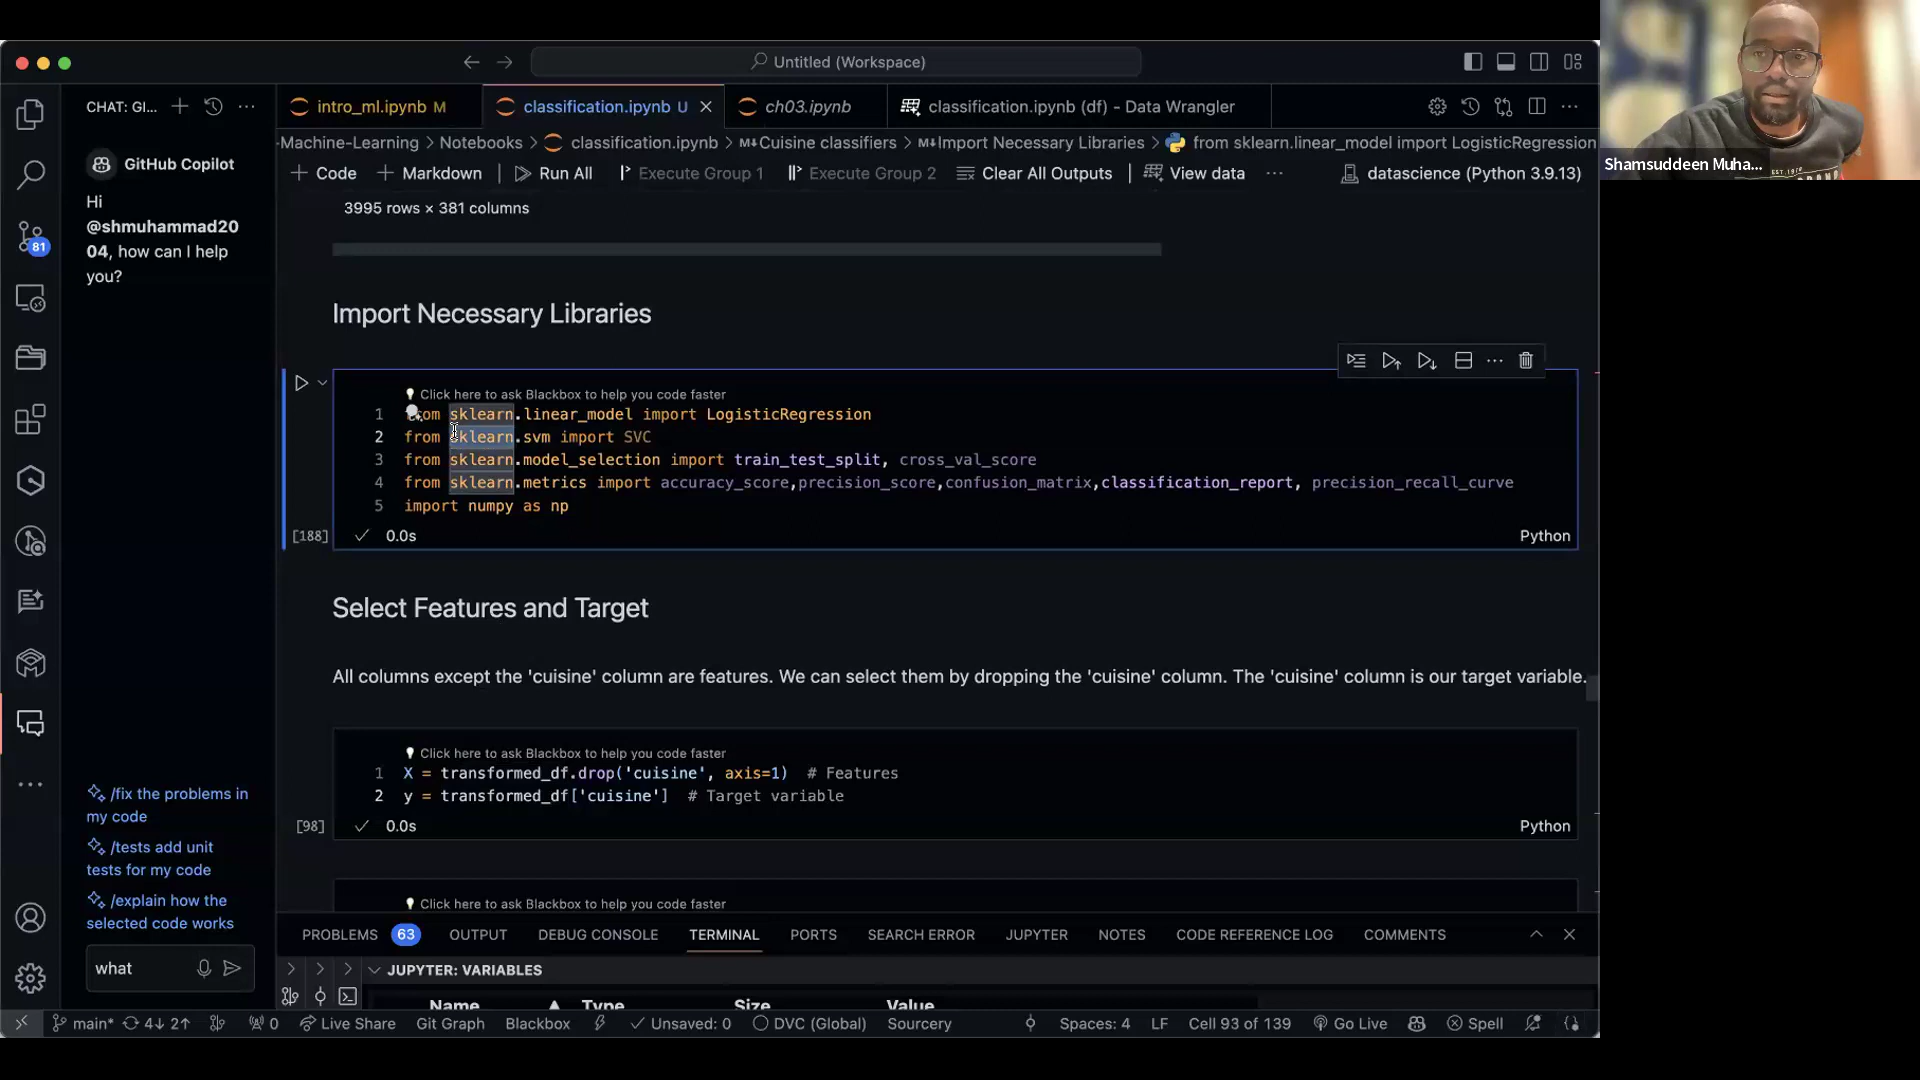 Untitled (Workspace)
CHAT: GI...
intro_ml.ipynb M
classification.ipynb U
ch03.ipynb
classification.ipynb (df) - Data Wrangler
-Machine-Learning > Notebooks > classification.ipynb > M↓Cuisine classifiers > M↓Import Necessary Libraries > from sklearn.linear_model import LogisticRegression
+ Code + Markdown Run All Execute Group 1 Execute Group 2 Clear All Outputs View data ... datascience (Python 3.9.13)
GitHub Copilot
Hi
@shmuhammad20
04, how can I help
you?
Shamsuddeen Muha...
3995 rows × 381 columns
Import Necessary Libraries
Click here to ask Blackbox to help you code faster
1 from sklearn.linear_model import LogisticRegression
2 from sklearn.svm import SVC
3 from sklearn.model_selection import train_test_split, cross_val_score
4 from sklearn.metrics import accuracy_score,precision_score,confusion_matrix,classification_report, precision_recall_curve
5 import numpy as np
[188] ✓ 0.0s Python
Select Features and Target
All columns except the 'cuisine' column are features. We can select them by dropping the 'cuisine' column. The 'cuisine' column is our target variable.
Click here to ask Blackbox to help you code faster
1 X = transformed_df.drop('cuisine', axis=1) # Features
2 y = transformed_df['cuisine'] # Target variable
[98] ✓ 0.0s Python
Click here to ask Blackbox to help you code faster
81
/fix the problems in
my code
/tests add unit
tests for my code
/explain how the
selected code works
what
PROBLEMS 63 OUTPUT DEBUG CONSOLE TERMINAL PORTS SEARCH ERROR JUPYTER NOTES CODE REFERENCE LOG COMMENTS
JUPYTER: VARIABLES
Name Type Size Value
main* 4↓ 2↑ 0 Live Share Git Graph Blackbox Unsaved: 0 DVC (Global) Sourcery Spaces: 4 LF Cell 93 of 139 Go Live Spell